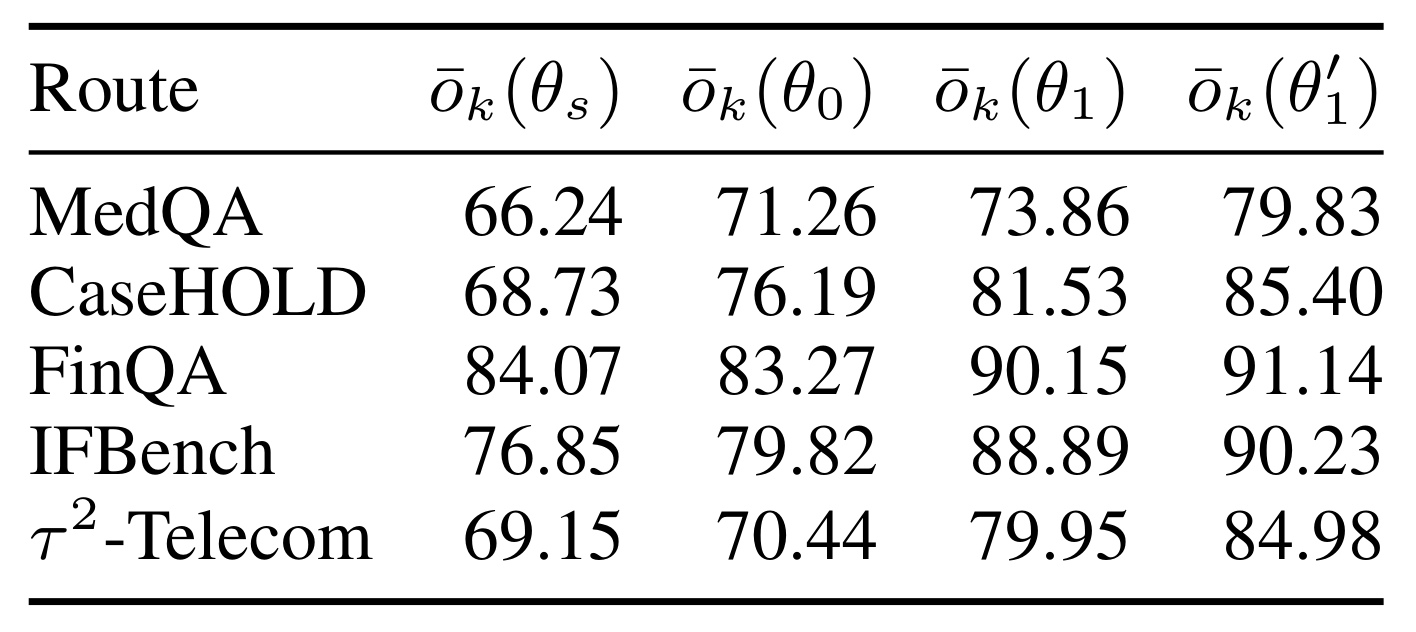 Route ōₖ(θₛ) ōₖ(θ₀) ōₖ(θ₁) ōₖ(θ′₁)
MedQA 66.24 71.26 73.86 79.83
CaseHOLD 68.73 76.19 81.53 85.40
FinQA 84.07 83.27 90.15 91.14
IFBench 76.85 79.82 88.89 90.23
τ²-Telecom 69.15 70.44 79.95 84.98